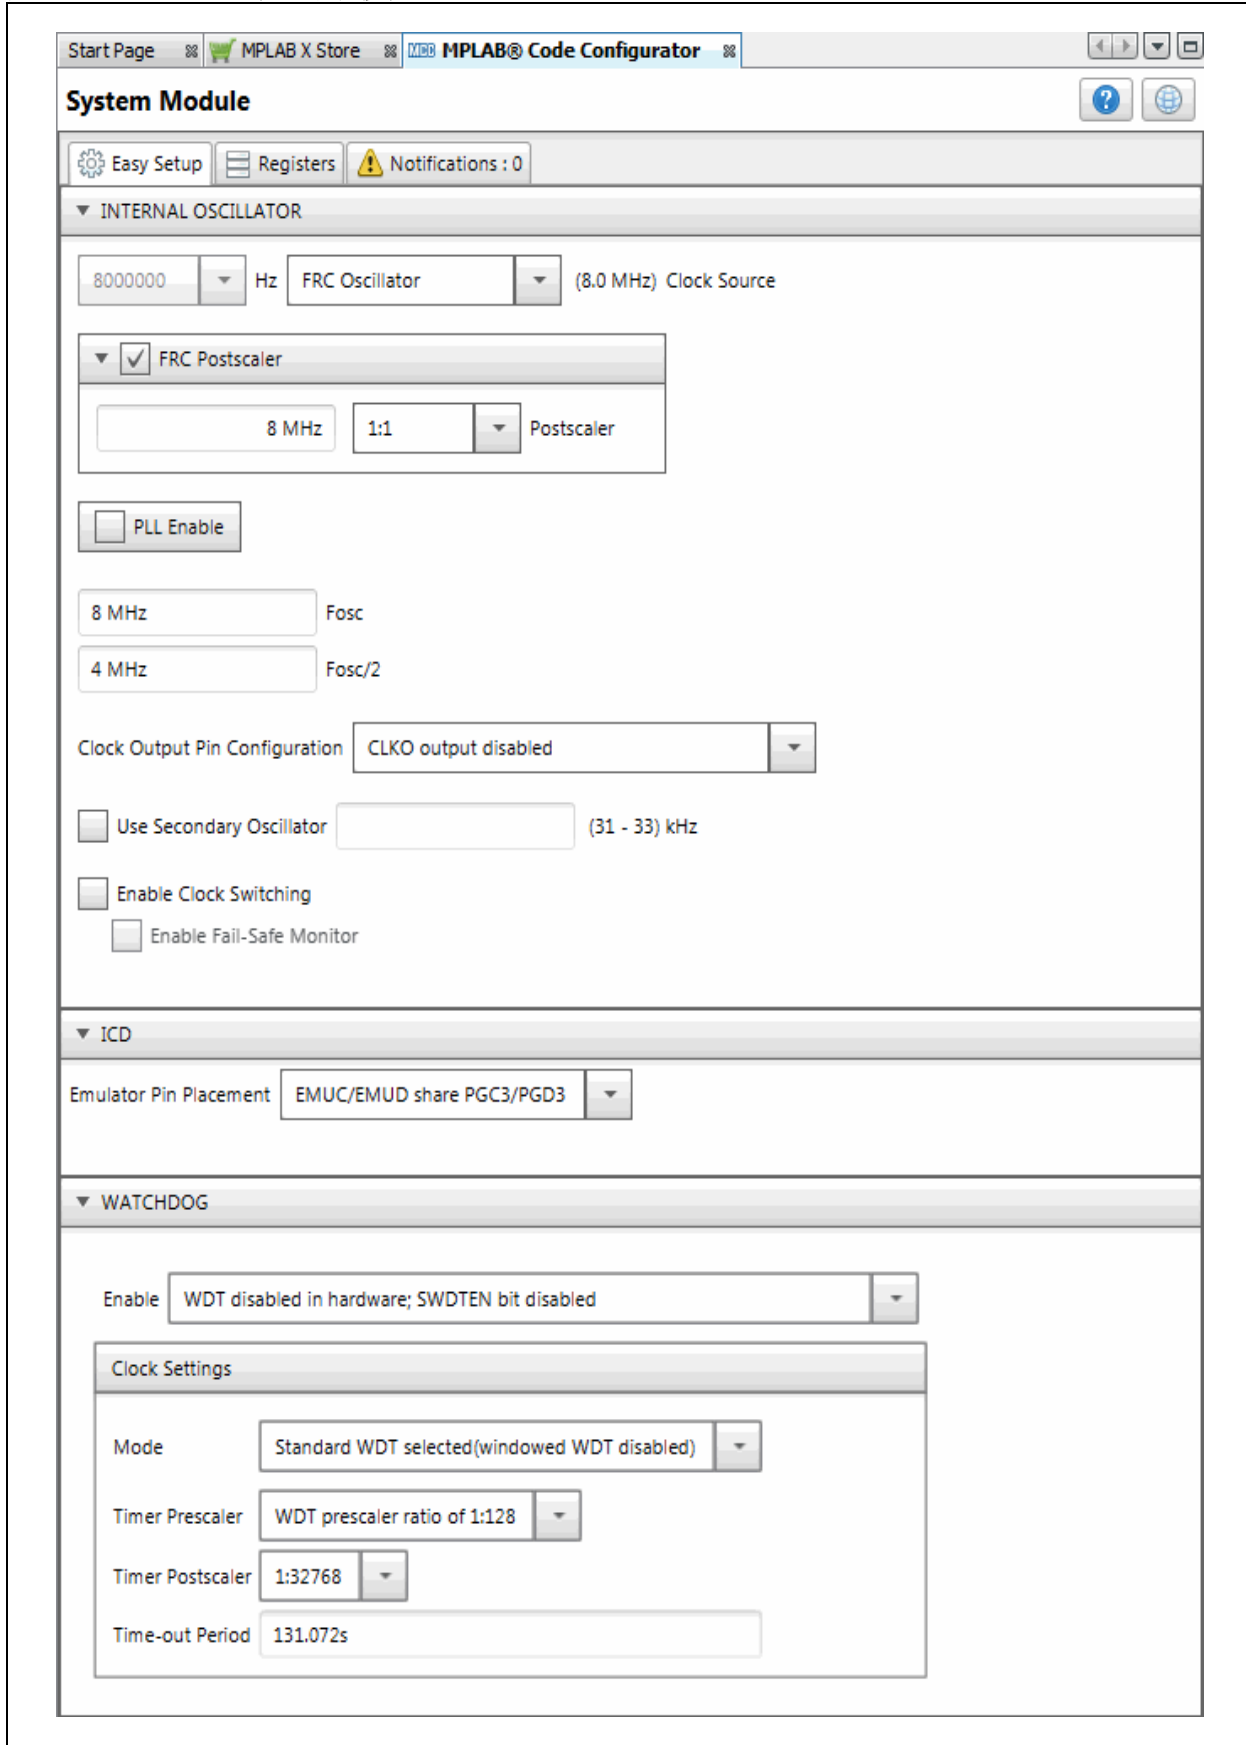 Start Page MPLAB X Store MCC MPLAB® Code Configurator
System Module
Easy Setup Registers Notifications : 0
INTERNAL OSCILLATOR
8000000 Hz FRC Oscillator (8.0 MHz) Clock Source
FRC Postscaler
8 MHz 1:1 Postscaler
PLL Enable
8 MHz Fosc
4 MHz Fosc/2
Clock Output Pin Configuration CLKO output disabled
Use Secondary Oscillator (31 - 33) kHz
Enable Clock Switching
Enable Fail-Safe Monitor
ICD
Emulator Pin Placement EMUC/EMUD share PGC3/PGD3
WATCHDOG
Enable WDT disabled in hardware; SWDTEN bit disabled
Clock Settings
Mode Standard WDT selected(windowed WDT disabled)
Timer Prescaler WDT prescaler ratio of 1:128
Timer Postscaler 1:32768
Time-out Period 131.072s